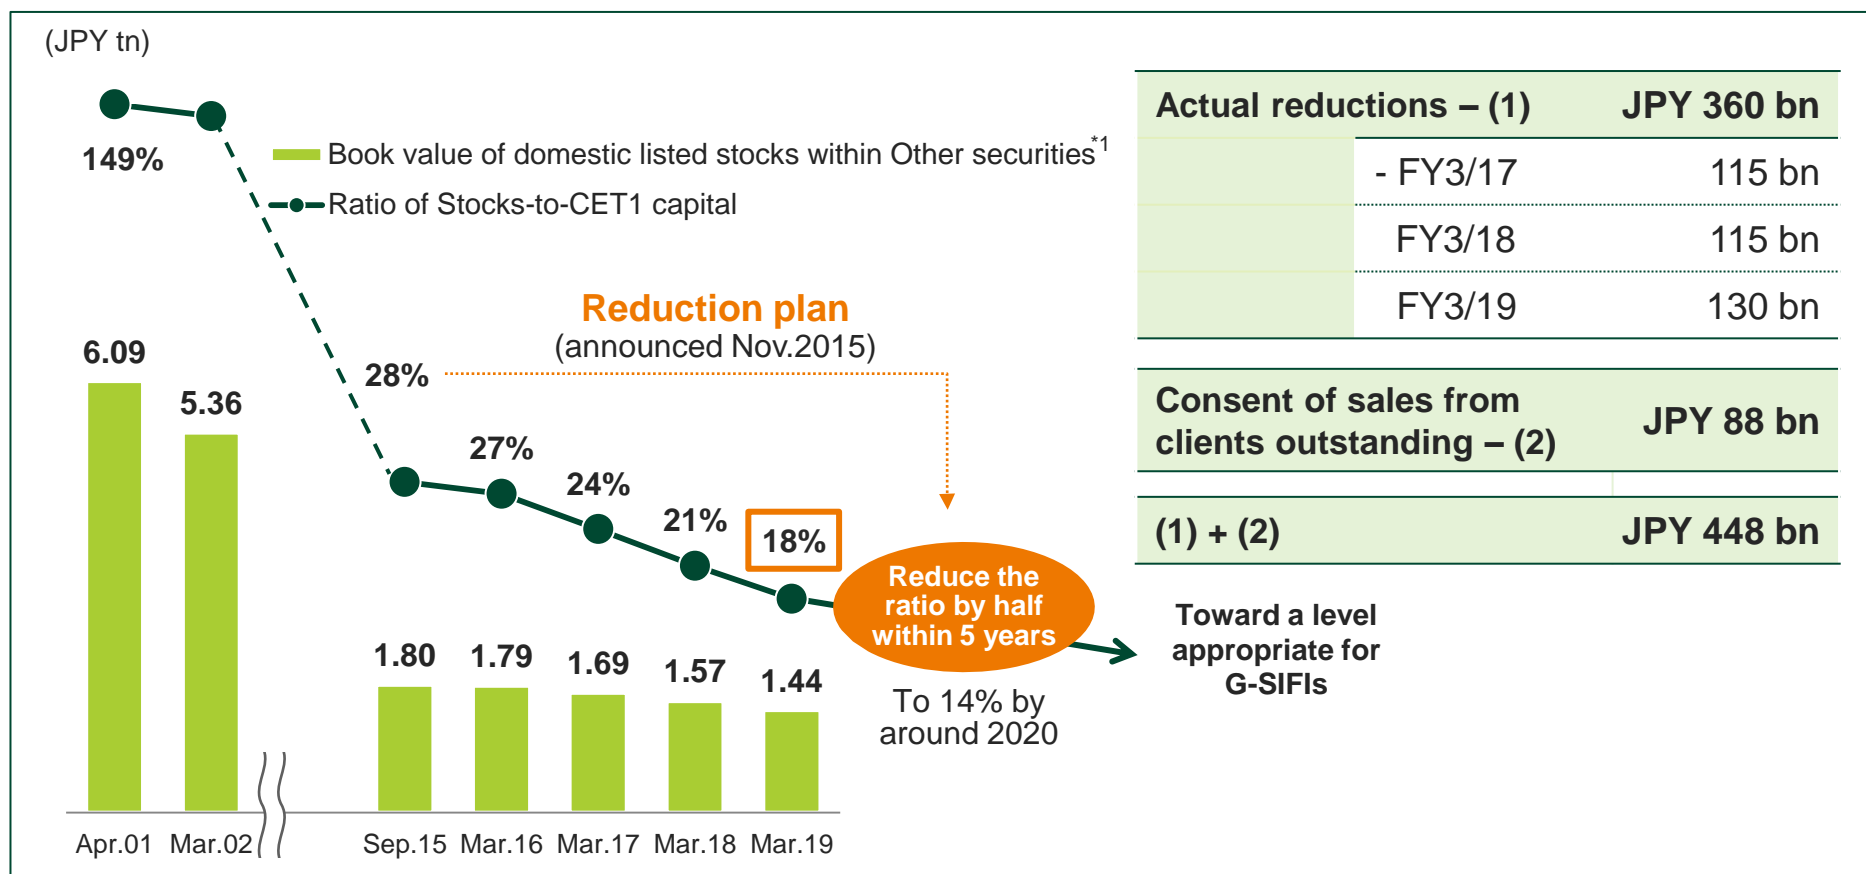 (JPY tn)
149%
Book value of domestic listed stocks within Other securities*1
Ratio of Stocks-to-CET1 capital
Reduction plan
(announced Nov.2015)
6.09
5.36
28%
27%
24%
21%
18%
1.80
1.79
1.69
1.57
1.44
Reduce the
ratio by half
within 5 years
To 14% by
around 2020
Toward a level
appropriate for
G-SIFIs
Apr.01 Mar.02 Sep.15 Mar.16 Mar.17 Mar.18 Mar.19
Actual reductions – (1) JPY 360 bn
- FY3/17 115 bn
FY3/18 115 bn
FY3/19 130 bn
Consent of sales from
clients outstanding – (2) JPY 88 bn
(1) + (2) JPY 448 bn